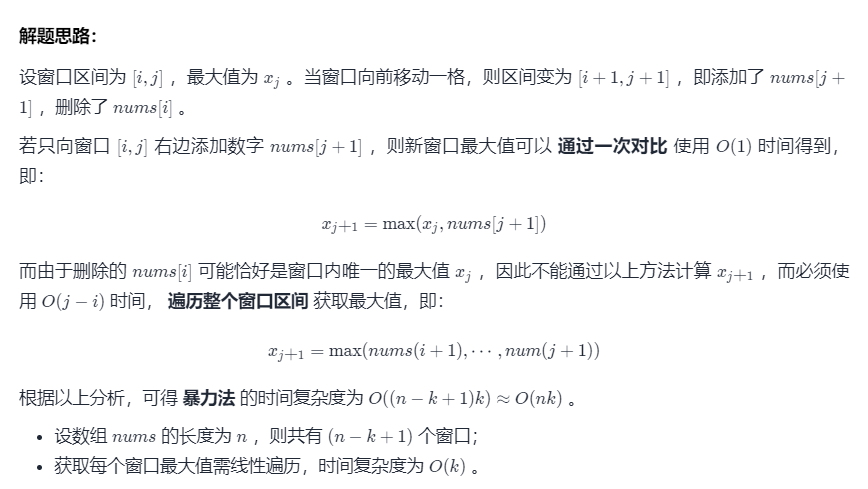 解题思路：
设窗口区间为 [i, j] ，最大值为 x_j 。当窗口向前移动一格，则区间变为 [i + 1, j + 1] ，即添加了 nums[j +
1] ，删除了 nums[i] 。
若只向窗口 [i, j] 右边添加数字 nums[j + 1] ，则新窗口最大值可以 通过一次对比 使用 O(1) 时间得到，
即：
x_{j+1} = max(x_j, nums[j + 1])
而由于删除的 nums[i] 可能恰好是窗口内唯一的最大值 x_j ，因此不能通过以上方法计算 x_{j+1} ，而必须使
用 O(j − i) 时间， 遍历整个窗口区间 获取最大值，即：
x_{j+1} = max(nums(i + 1), ⋯ , num(j + 1))
根据以上分析，可得 暴力法 的时间复杂度为 O((n − k + 1)k) ≈ O(nk) 。
• 设数组 nums 的长度为 n ，则共有 (n − k + 1) 个窗口；
• 获取每个窗口最大值需线性遍历，时间复杂度为 O(k) 。